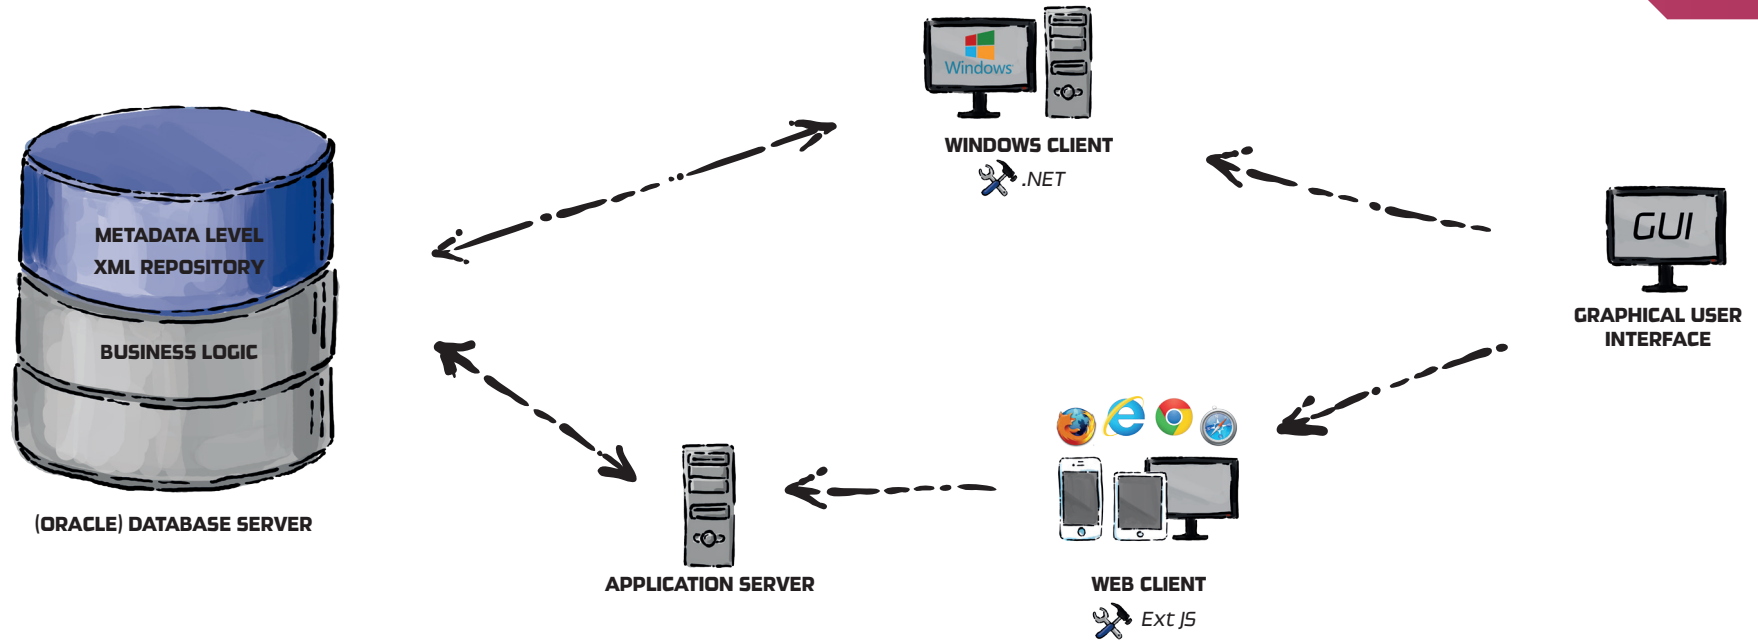 Windows
WINDOWS CLIENT
.NET
METADATA LEVEL
XML REPOSITORY
BUSINESS LOGIC
(ORACLE) DATABASE SERVER
GUI
GRAPHICAL USER
INTERFACE
APPLICATION SERVER
WEB CLIENT
Ext JS